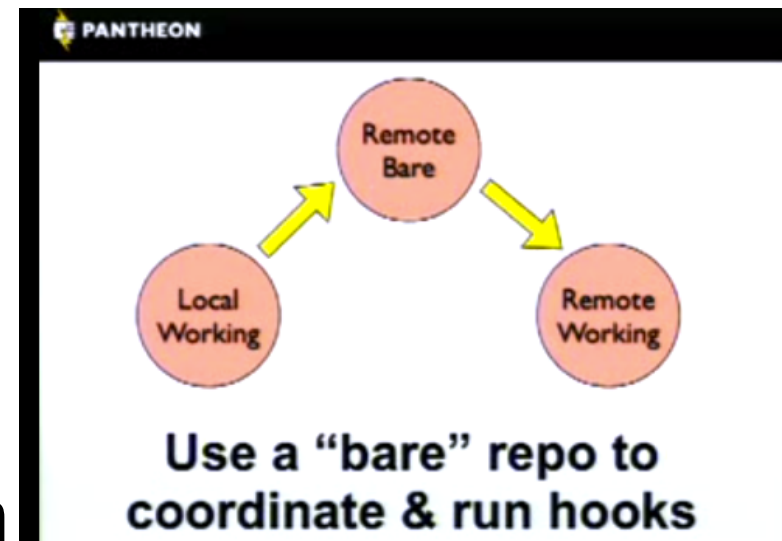 PANTHEON
Remote
Bare
Local
Working
Remote
Working
Use a “bare” repo to
coordinate & run hooks